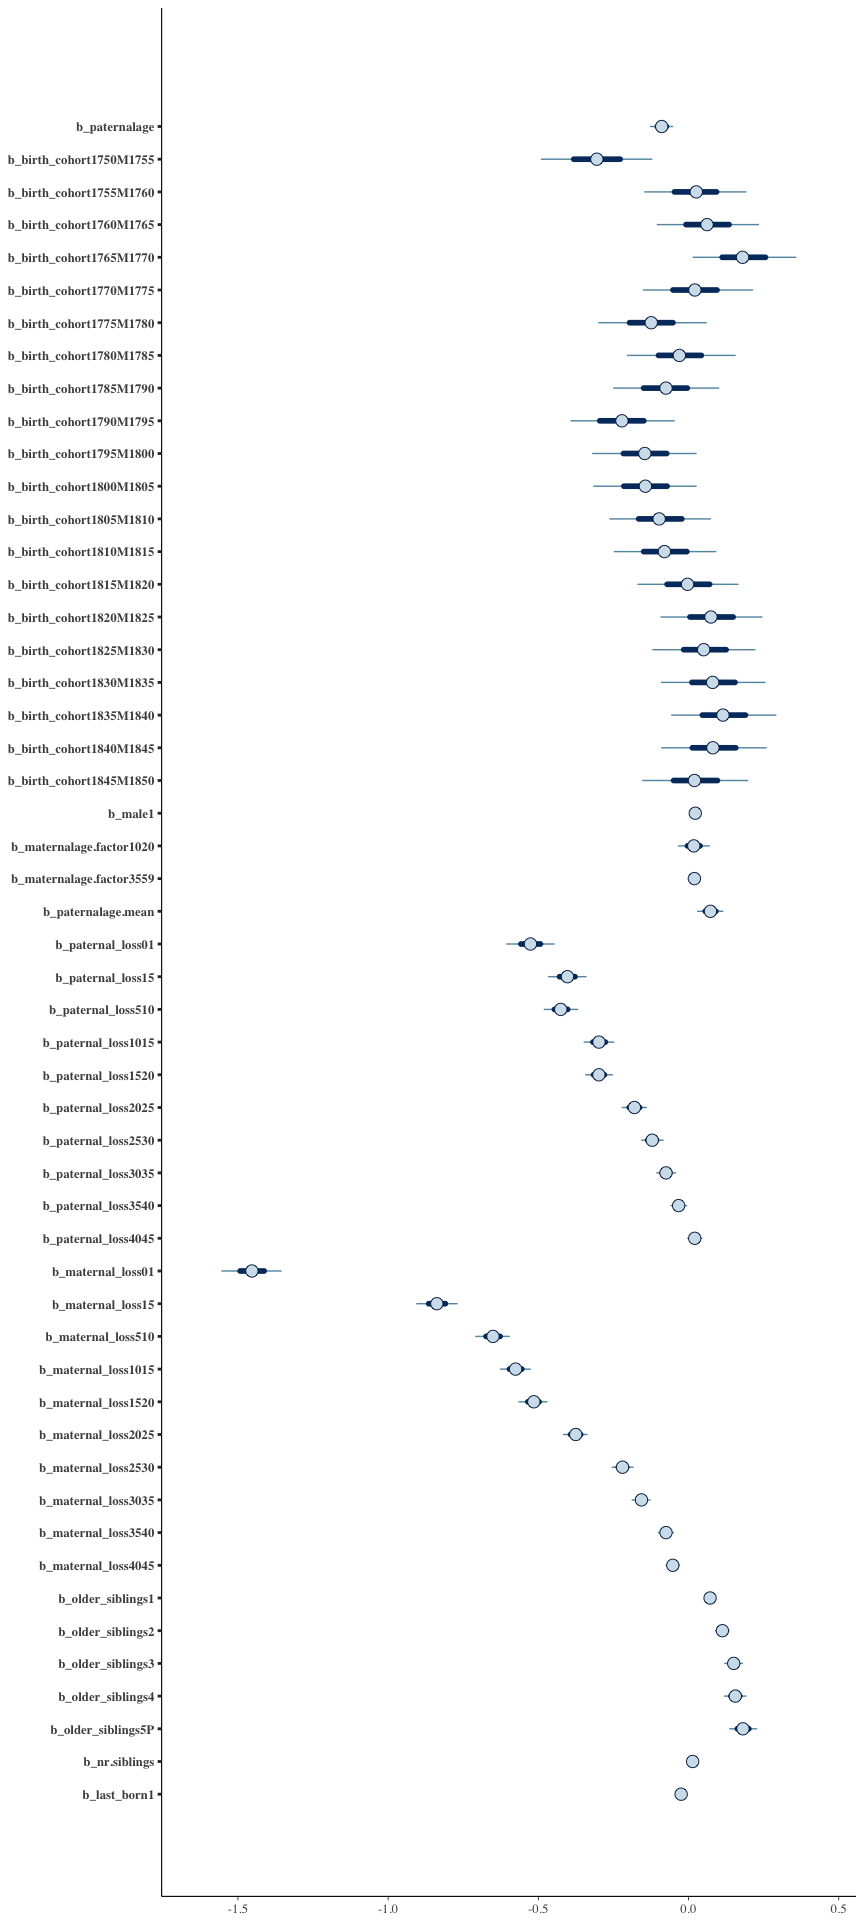 b_paternalage
b_birth_cohort1750M1755
b_birth_cohort1755M1760
b_birth_cohort1760M1765
b_birth_cohort1765M1770
b_birth_cohort1770M1775
b_birth_cohort1775M1780
b_birth_cohort1780M1785
b_birth_cohort1785M1790
b_birth_cohort1790M1795
b_birth_cohort1795M1800
b_birth_cohort1800M1805
b_birth_cohort1805M1810
b_birth_cohort1810M1815
b_birth_cohort1815M1820
b_birth_cohort1820M1825
b_birth_cohort1825M1830
b_birth_cohort1830M1835
b_birth_cohort1835M1840
b_birth_cohort1840M1845
b_birth_cohort1845M1850
b_male1
b_maternalage.factor1020
b_maternalage.factor3559
b_paternalage.mean
b_paternal_loss01
b_paternal_loss15
b_paternal_loss510
b_paternal_loss1015
b_paternal_loss1520
b_paternal_loss2025
b_paternal_loss2530
b_paternal_loss3035
b_paternal_loss3540
b_paternal_loss4045
b_maternal_loss01
b_maternal_loss15
b_maternal_loss510
b_maternal_loss1015
b_maternal_loss1520
b_maternal_loss2025
b_maternal_loss2530
b_maternal_loss3035
b_maternal_loss3540
b_maternal_loss4045
b_older_siblings1
b_older_siblings2
b_older_siblings3
b_older_siblings4
b_older_siblings5P
b_nr.siblings
b_last_born1
-1.5 -1.0 -0.5 0.0 0.5